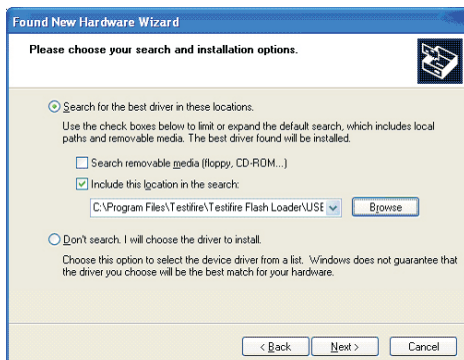 Found New Hardware Wizard
Please choose your search and installation options.
Search for the best driver in these locations.
Use the check boxes below to limit or expand the default search, which includes local
paths and removable media. The best driver found will be installed.
Search removable media (floppy, CD-ROM...)
Include this location in the search:
C:\Program Files\Testifire\Testifire Flash Loader\USE
Browse
Don't search. I will choose the driver to install.
Choose this option to select the device driver from a list. Windows does not guarantee that
the driver you choose will be the best match for your hardware.
< Back
Next >
Cancel